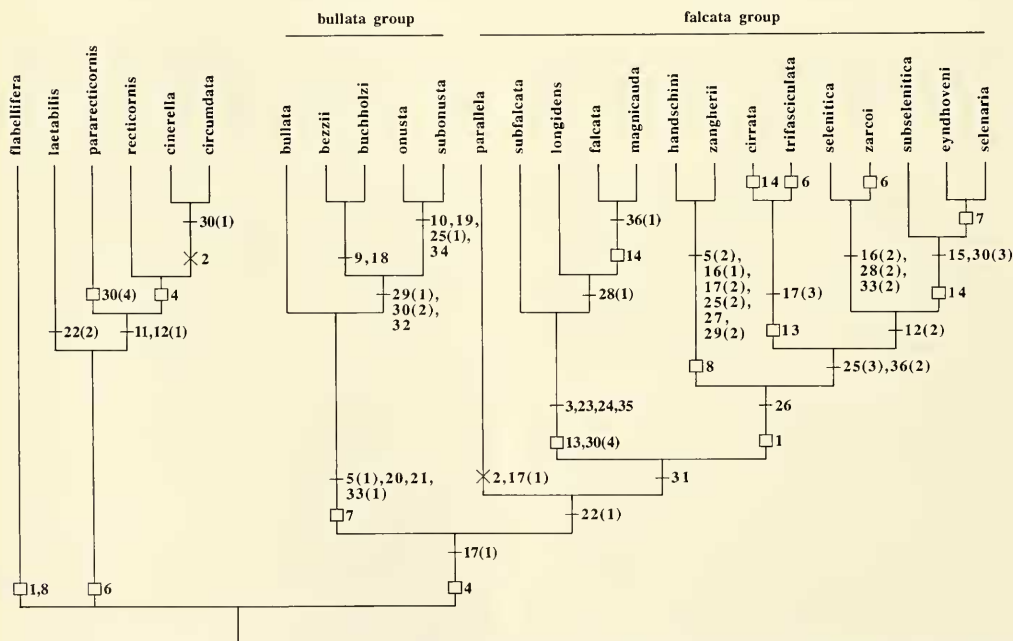 bullata group
falcata group
flabellifera
laetabilis
pararecticornis
recticornis
cinerella
circumdata
bullata
bezzii
buchholzi
onusta
subonusta
parallela
subfalcata
longidens
falcata
magnicauda
handschini
zangherii
cirrata
trifasciculata
selenitica
zarcoi
subselenitica
eyndhoveni
selenaria
14
6
6
30(1)
10,19,
25(1),
34
36(1)
7
2
9,18
14
5(2),
16(1),
17(2),
25(2),
27,
29(2)
16(2),
28(2),
33(2)
15,30(3)
30(4)
4
29(1),
30(2),
32
28(1)
17(3)
14
22(2)
11,12(1)
13
12(2)
8
25(3),36(2)
3,23,24,35
26
13,30(4)
1
5(1),20,21,
33(1)
2,17(1)
31
7
22(1)
17(1)
1,8
6
4